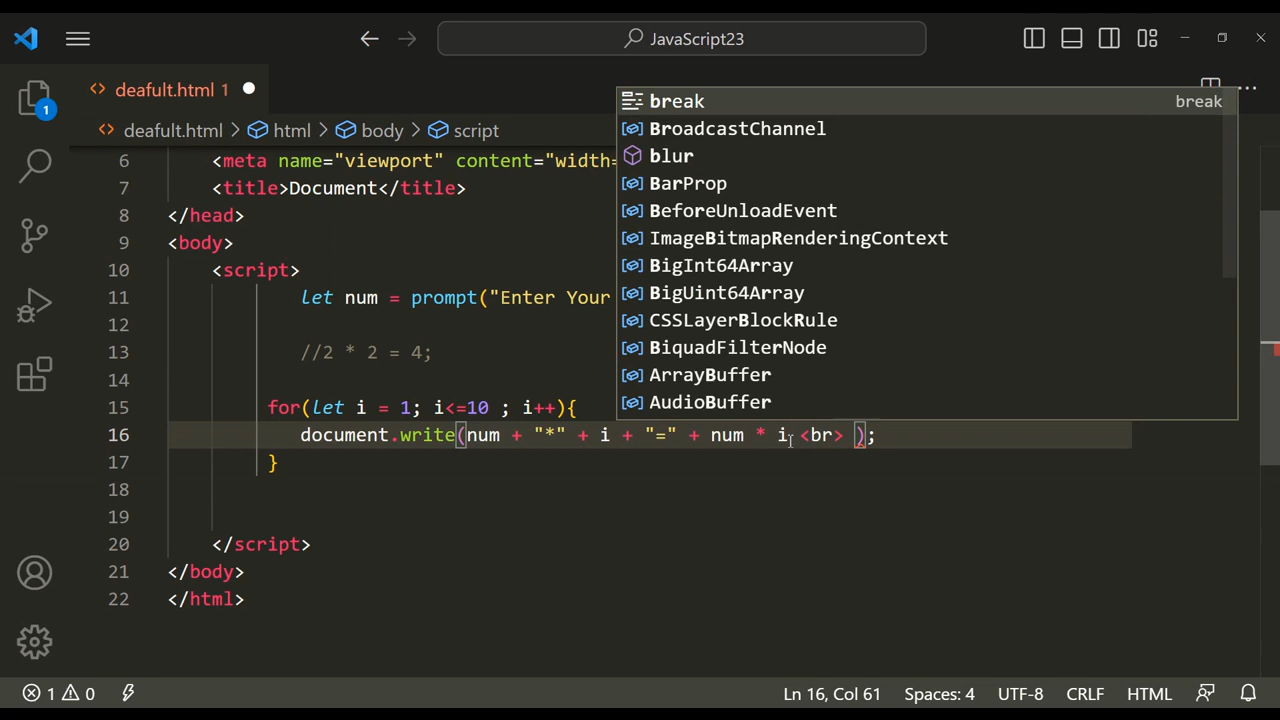 JavaScript23
deafult.html 1
deafult.html > html > body > script
6 <meta name="viewport" content="width=
7 <title>Document</title>
8 </head>
9 <body>
10 <script>
11 let num = prompt("Enter Your
12
13 //2 * 2 = 4;
14
15 for(let i = 1; i<=10 ; i++){
16 document.write(num + "*" + i + "=" + num * i <br> );
17 }
18
19
20 </script>
21 </body>
22 </html>
break break
BroadcastChannel
blur
BarProp
BeforeUnloadEvent
ImageBitmapRenderingContext
BigInt64Array
BigUint64Array
CSSLayerBlockRule
BiquadFilterNode
ArrayBuffer
AudioBuffer
1
1 0 Ln 16, Col 61 Spaces: 4 UTF-8 CRLF HTML